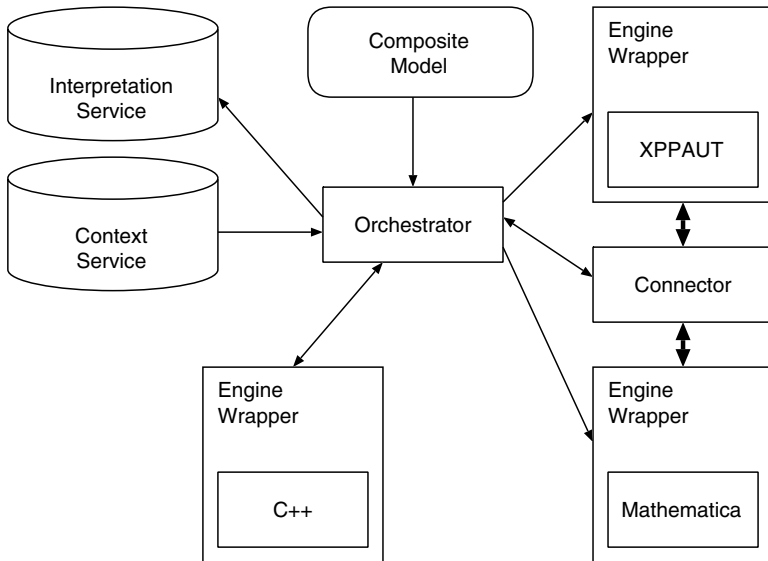 Interpretation
Service
Composite
Model
Engine
Wrapper
XPPAUT
Context
Service
Orchestrator
Connector
Engine
Wrapper
C++
Engine
Wrapper
Mathematica